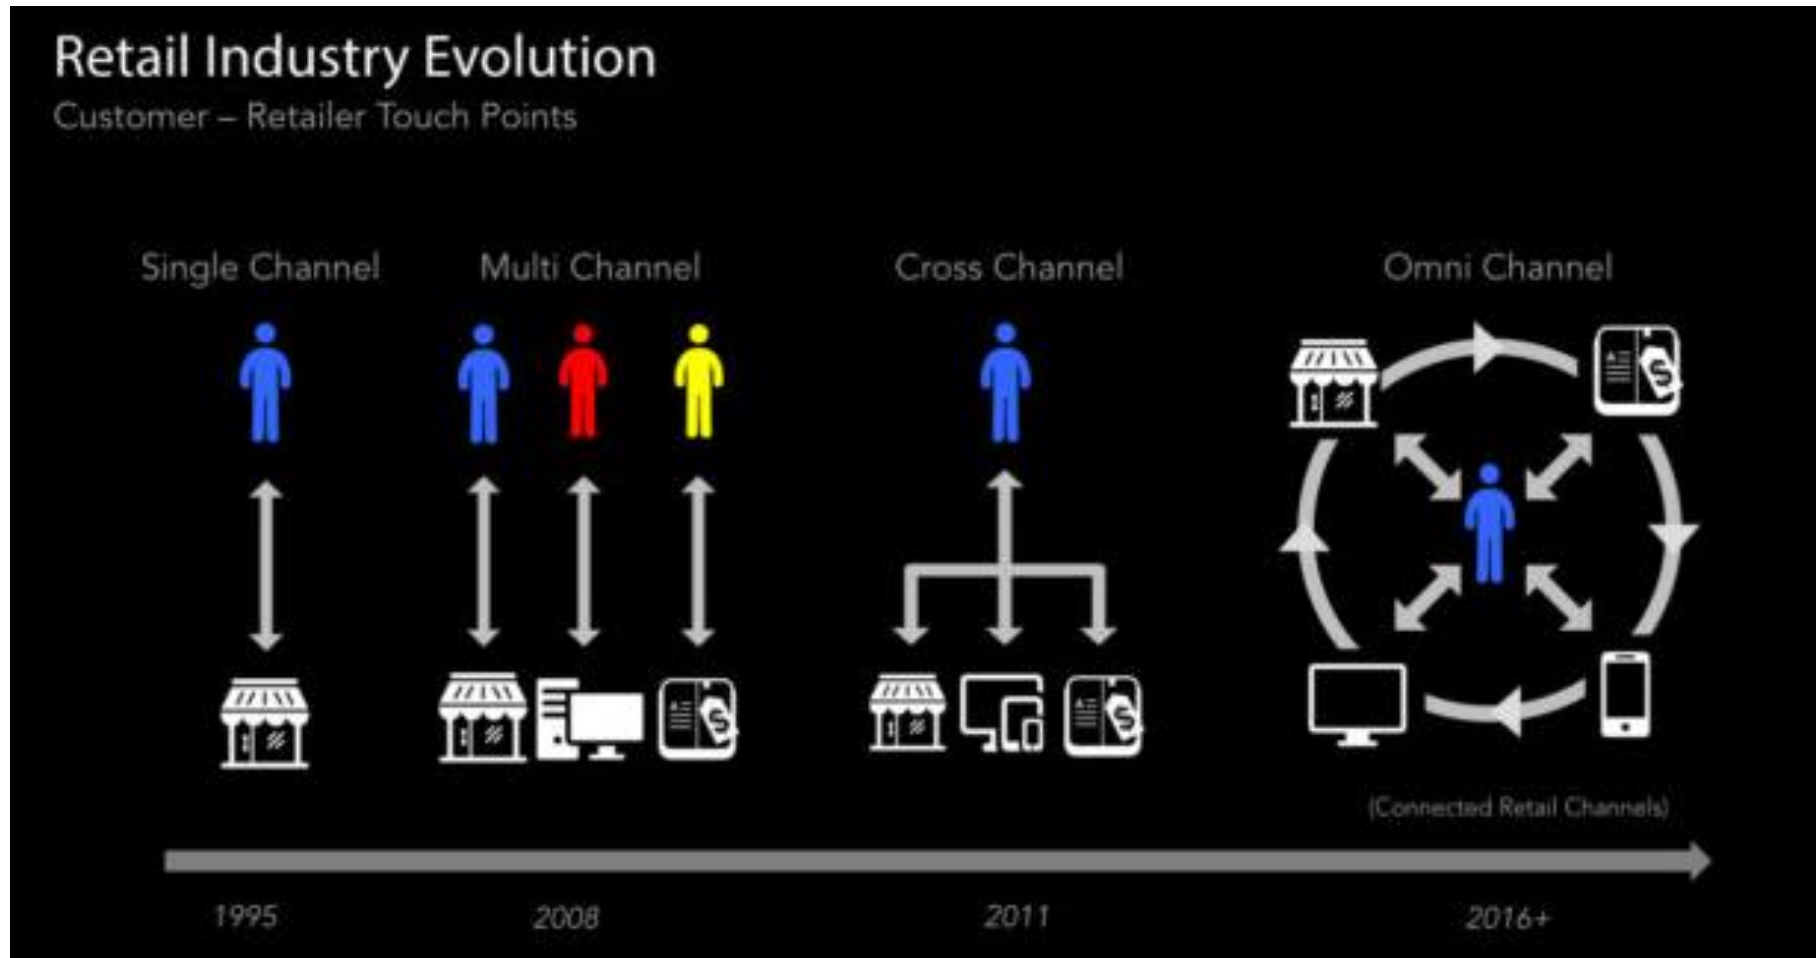 Retail Industry Evolution
Customer – Retailer Touch Points
Single Channel
Multi Channel
Cross Channel
Omni Channel
(Connected Retail Channels)
1995
2008
2011
2016+